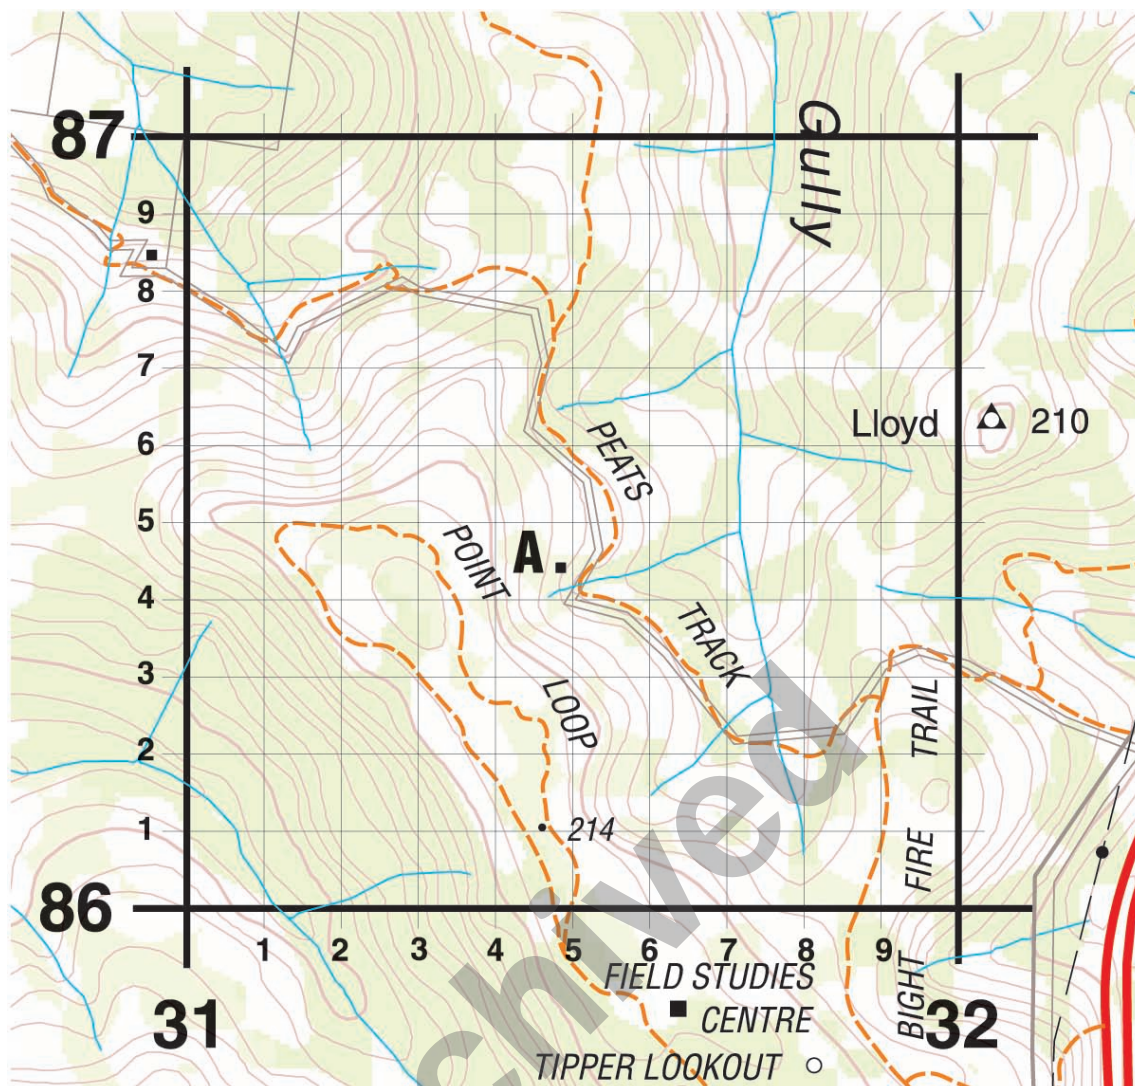 87
Gully
9
8
7
Lloyd
210
6
PEATS
5
POINT
A.
4
TRACK
3
LOOP
TRAIL
2
1
214
FIRE
86
1 2 3 4 5 6 7 8 9
FIELD STUDIES
CENTRE
BIGHT
31
32
TIPPER LOOKOUT
chived